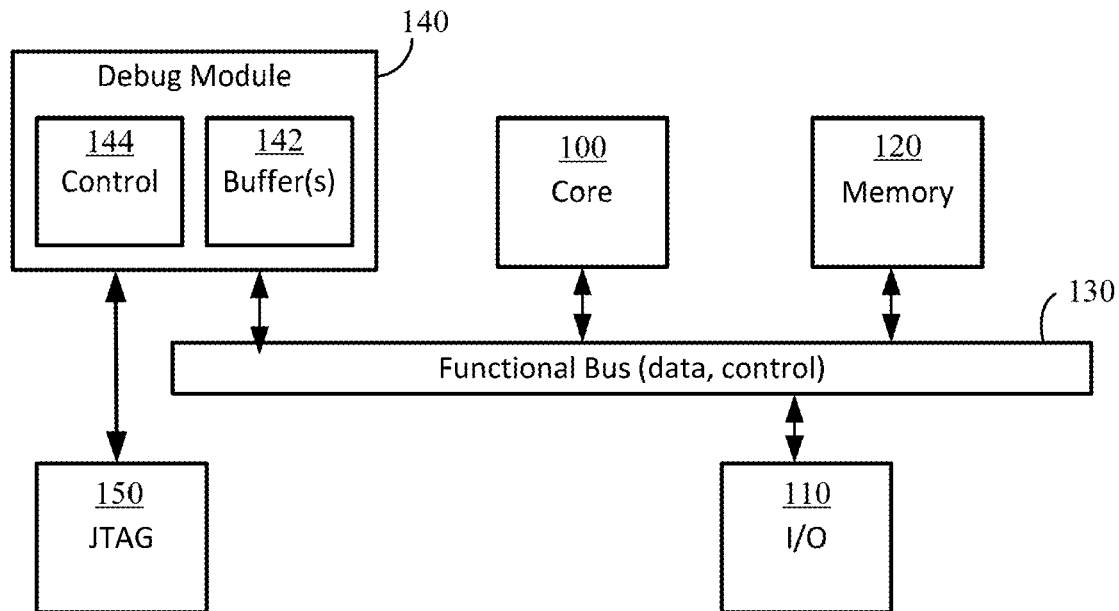 140
Debug Module
144
Control
142
Buffer(s)
100
Core
120
Memory
130
Functional Bus (data, control)
150
JTAG
110
I/O